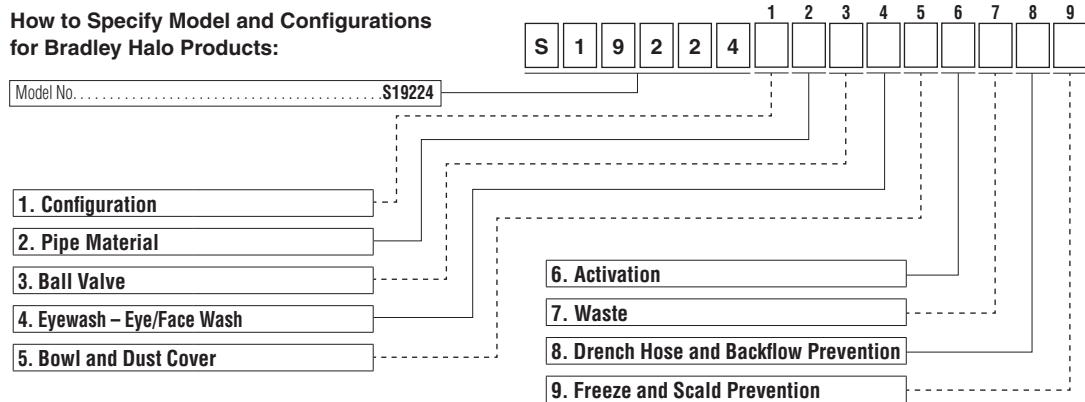 How to Specify Model and Configurations
for Bradley Halo Products:
1 2 3 4 5 6 7 8 9
S 1 9 2 2 4
Model No. . . . . . . . . . . . . . . . . . . . . . . . . . . . . . . . . . . . . . . . . .S19224
1. Configuration
2. Pipe Material
3. Ball Valve
4. Eyewash – Eye/Face Wash
5. Bowl and Dust Cover
6. Activation
7. Waste
8. Drench Hose and Backflow Prevention
9. Freeze and Scald Prevention